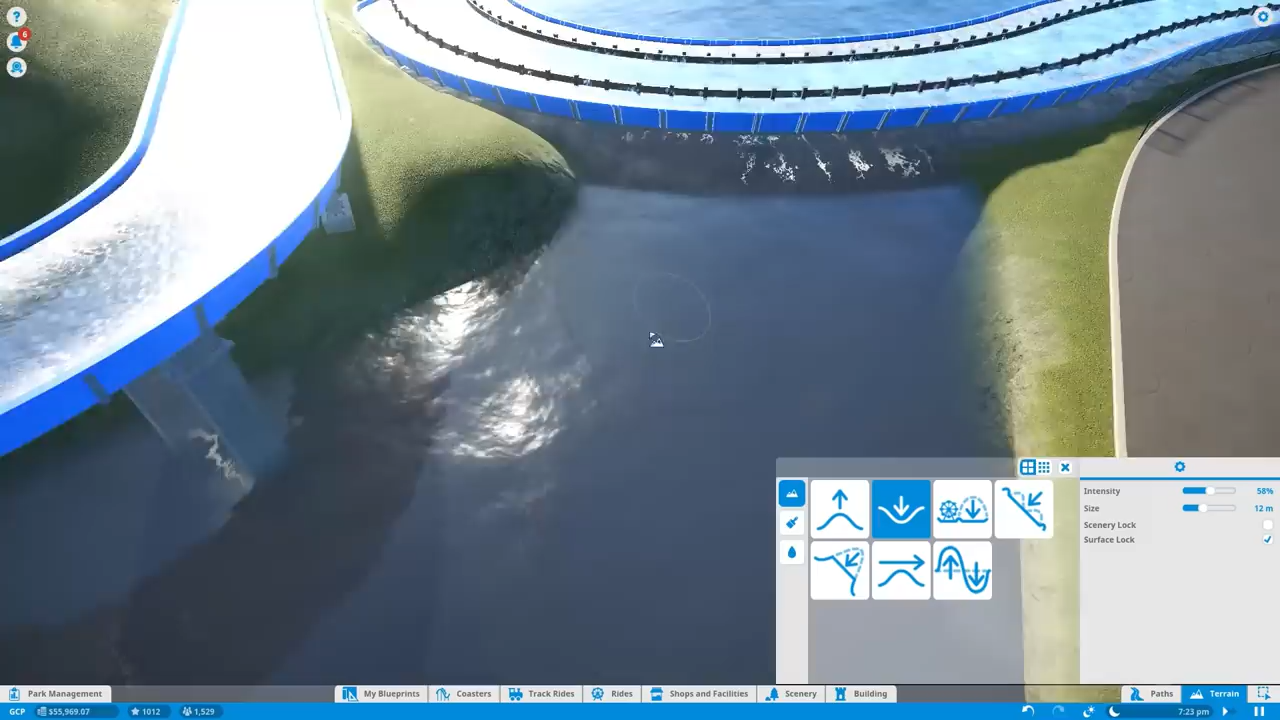 ?
6
Intensity 58%
Size 12 m
Scenery Lock
Surface Lock
Park Management
My Blueprints
Coasters
Track Rides
Rides
Shops and Facilities
Scenery
Building
Paths
Terrain
GCP
$55,969.07
1012
1,529
7:23 pm